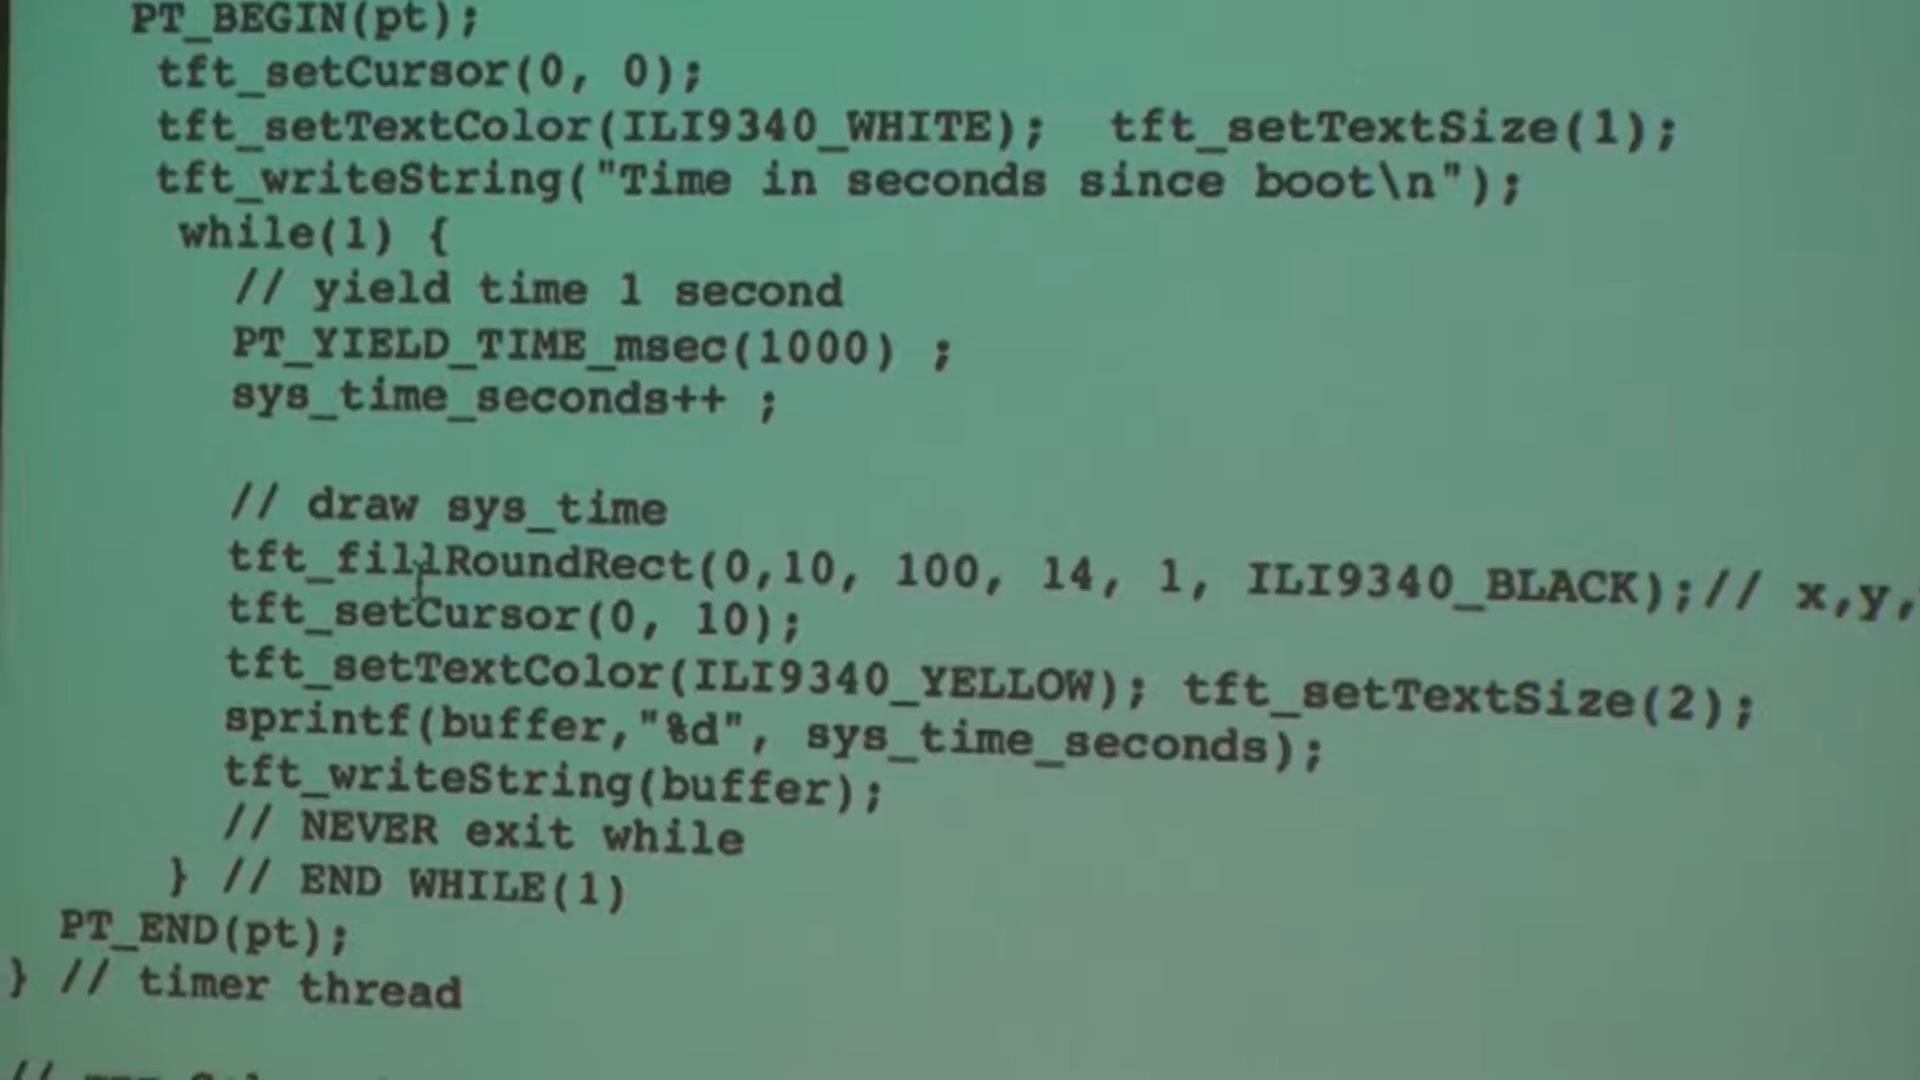 PT_BEGIN(pt);
tft_setCursor(0, 0);
tft_setTextColor(ILI9340_WHITE);  tft_setTextSize(1);
tft_writeString("Time in seconds since boot\n");
while(1) {
// yield time 1 second
PT_YIELD_TIME_msec(1000) ;
sys_time_seconds++ ;
// draw sys_time
tft_fillRoundRect(0,10, 100, 14, 1, ILI9340_BLACK);// x,y,
tft_setCursor(0, 10);
tft_setTextColor(ILI9340_YELLOW); tft_setTextSize(2);
sprintf(buffer,"%d", sys_time_seconds);
tft_writeString(buffer);
// NEVER exit while
} // END WHILE(1)
PT_END(pt);
} // timer thread
//